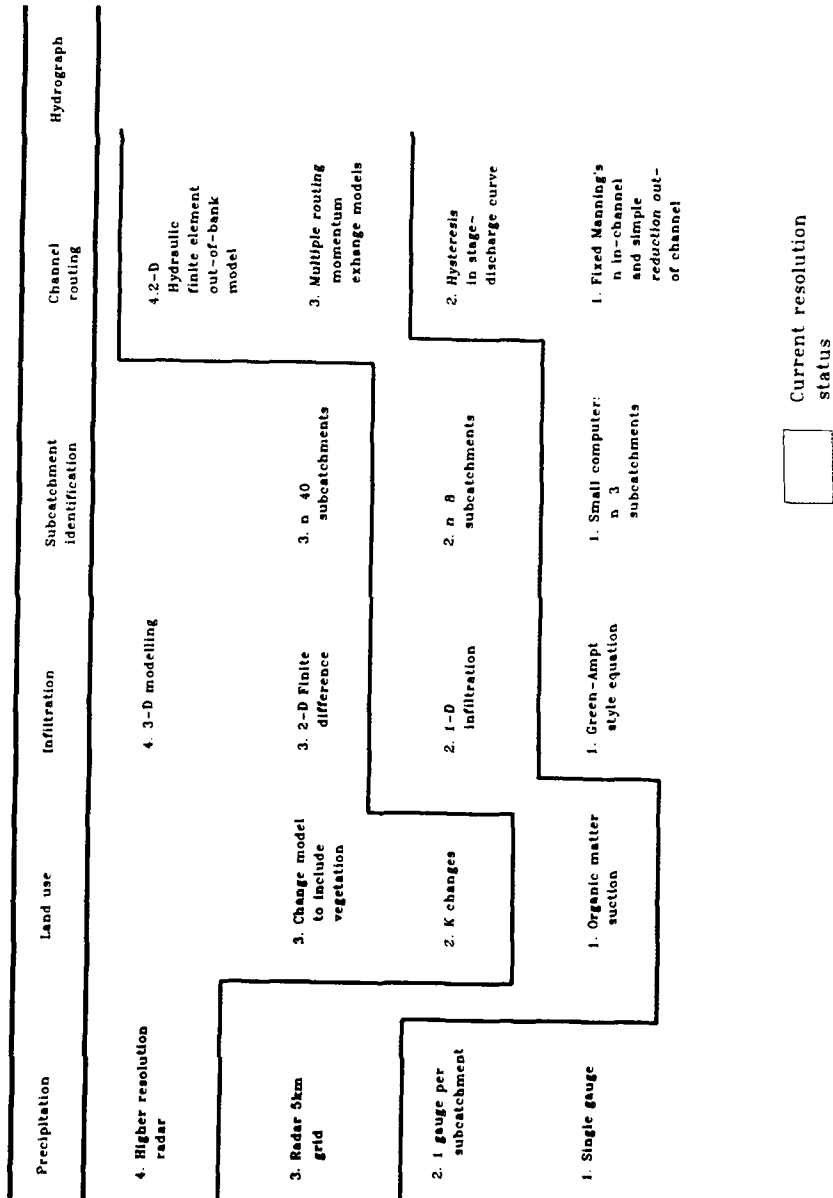 Precipitation
Land use
Infiltration
Subcatchment
identification
Channel
routing
Hydrograph
4. Higher resolution
radar
4. 3-D modelling
4.2-D
Hydraulic
finite element
out-of-bank
model
3. Radar 5km
grid
3. Change model
to include
vegetation
3. 2-D Finite
difference
3. n 40
subcatchments
3. Multiple routing
momentum
exhange models
2. 1 gauge per
subcatchment
2. K changes
2. 1-D
infiltration
2. n 8
subcatchments
2. Hysteresis
in stage-
discharge curve
1. Single gauge
1. Organic matter
suction
1. Green-Ampt
style equation
1. Small computer:
n 3
subcatchments
1. Fixed Manning's
n in-channel
and simple
reduction out-
of channel
Current resolution
status